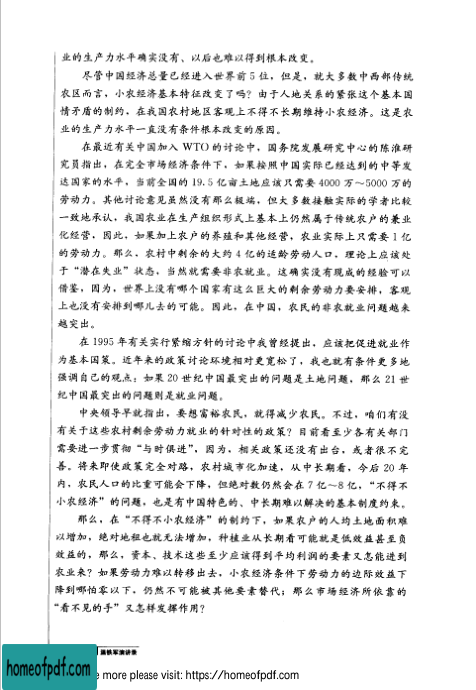 业的生产力水平确实没有、以后也难以得到根本改变。
尽管中国经济总量已经进入世界前5位，但是，就大多数中西部传统
农区而言，小农经济基本特征改变了吗？由于人地关系的紧张这个基本国
情矛盾的制约，在我国农村地区客观上不得不长期维持小农经济。这是农
业的生产力水平一直没有条件根本改变的原因。
在最近有关中国加入 WTO 的讨论中，国务院发展研究中心的陈淮研
究员指出，在完全市场经济条件下，如果按照中国实际已经达到的中等发
达国家的水平，当前全国的 19.5 亿亩土地应该只需要 4000 万～5000 万的
劳动力。其他讨论意见虽然没有那么极端，但大多数接触实际的学者比较
一致地承认，我国农业在生产组织形式上基本上仍然属于传统农户的兼业
化经营，因此，如果加上农户的养殖和其他经营，农业实际上只需要 1 亿
的劳动力。那么，农村中剩余的大约 4 亿的适龄劳动人口，理论上应该处
于“潜在失业”状态，当然就需要非农就业。这确实没有现成的经验可以
借鉴，因为，世界上没有哪个国家有这么巨大的剩余劳动力要安排，客观
上也没有安排到哪儿去的可能。因此，在中国，农民的非农就业问题越来
越突出。
在 1995 年有关实行紧缩方针的讨论中我曾经提出，应该把促进就业作
为基本国策。近年来的政策讨论环境相对更宽松了，我也就有条件更多地
强调自己的观点：如果 20 世纪中国最突出的问题是土地问题，那么 21 世
纪中国最突出的问题则是就业问题。
中央领导早就指出，要想富裕农民，就得减少农民。不过，咱们有没
有关于这些农村剩余劳动力就业的针对性的政策？目前看至少各有关部门
需要进一步贯彻“与时俱进”，因为，相关政策还没有出台，或者很不完
善。将来即使政策完全对路，农村城市化加速，从中长期看，今后 20 年
内，农民人口的比重可能会下降，但绝对数仍然会在 7 亿～8 亿，“不得不
小农经济”的问题，也是有中国特色的、中长期难以解决的基本制度约束。
那么，在“不得不小农经济”的制约下，如果农户的人均土地面积难
以增加，绝对地租也就无法增加，种植业从长期看可能就是低效益甚至负
效益的，那么，资本、技术这些至少应该得到平均利润的要素又怎能进到
农业来？如果劳动力难以转移出去，小农经济条件下劳动力的边际效益下
降到哪怕零以下，仍然不可能被其他要素替代；那么市场经济所依靠的
“看不见的手”又怎样发挥作用？
温铁军演讲录
homeofpdf.com
e more please visit: https://homeofpdf.com